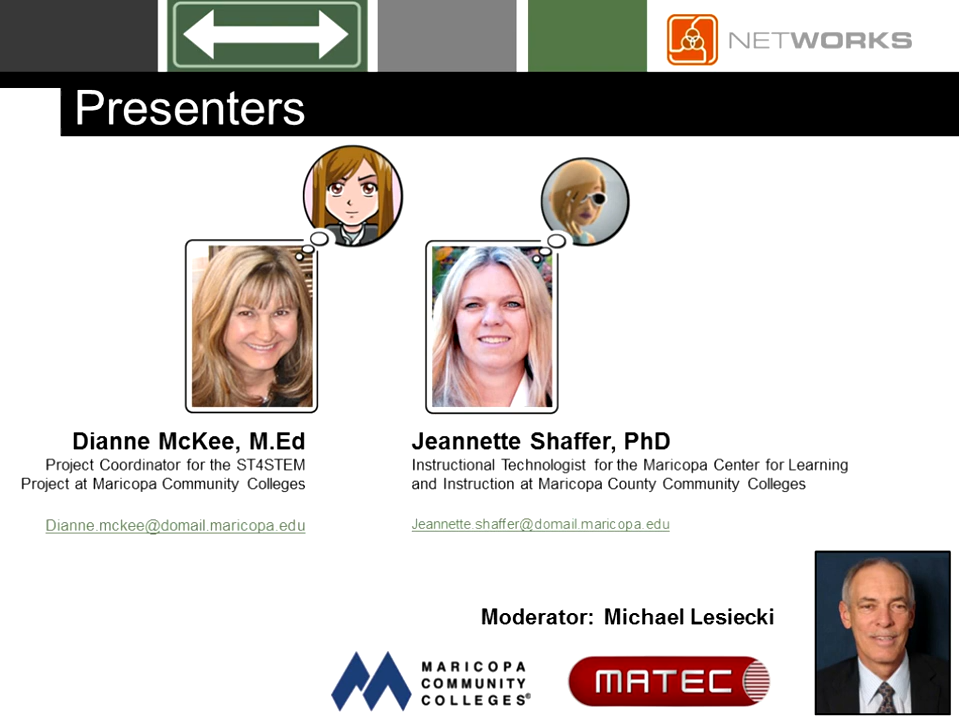 NETWORKS
Presenters
Dianne McKee, M.Ed
Project Coordinator for the ST4STEM
Project at Maricopa Community Colleges
Dianne.mckee@domail.maricopa.edu
Jeannette Shaffer, PhD
Instructional Technologist for the Maricopa Center for Learning
and Instruction at Maricopa County Community Colleges
Jeannette.shaffer@domail.maricopa.edu
Moderator: Michael Lesiecki
MARICOPA
COMMUNITY
COLLEGES®
MATEC